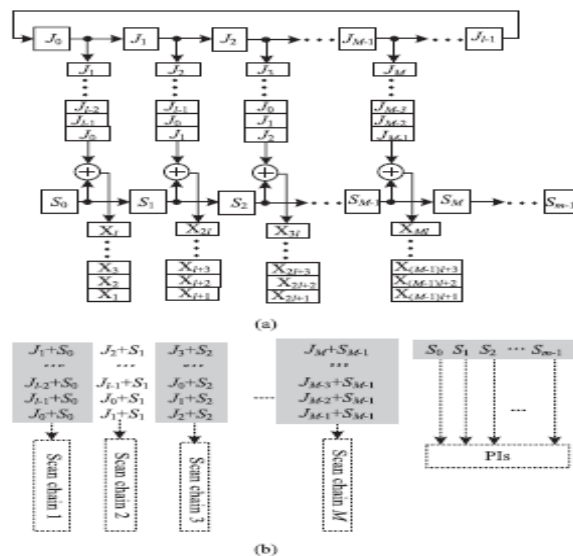 J0 J1 J2 JM-1 Jl-1
J1 J2 J3 JM
Jl-2 Jl-1 J0 JM-3
Jl-1 J0 J1 JM-2
J0 J1 J2 JM-1
S0 S1 S2 SM-1 SM Sm-1
Xl X2l X3l XMl
X3 Xl+3 X2l+3 X(M-1)l+3
X2 Xl+2 X2l+2 X(M-1)l+2
X1 Xl+1 X2l+1 X(M-1)l+1
(a)
J1+S0 J2+S1 J3+S2 JM+SM-1
Jl-2+S0 Jl-1+S1 J0+S2 JM-3+SM-1
Jl-1+S0 J0+S1 J1+S2 JM-2+SM-1
J0+S0 J1+S1 J2+S2 JM-1+SM-1
S0 S1 S2 ··· Sm-1
Scan chain 1
Scan chain 2
Scan chain 3
Scan chain M
PIs
(b)